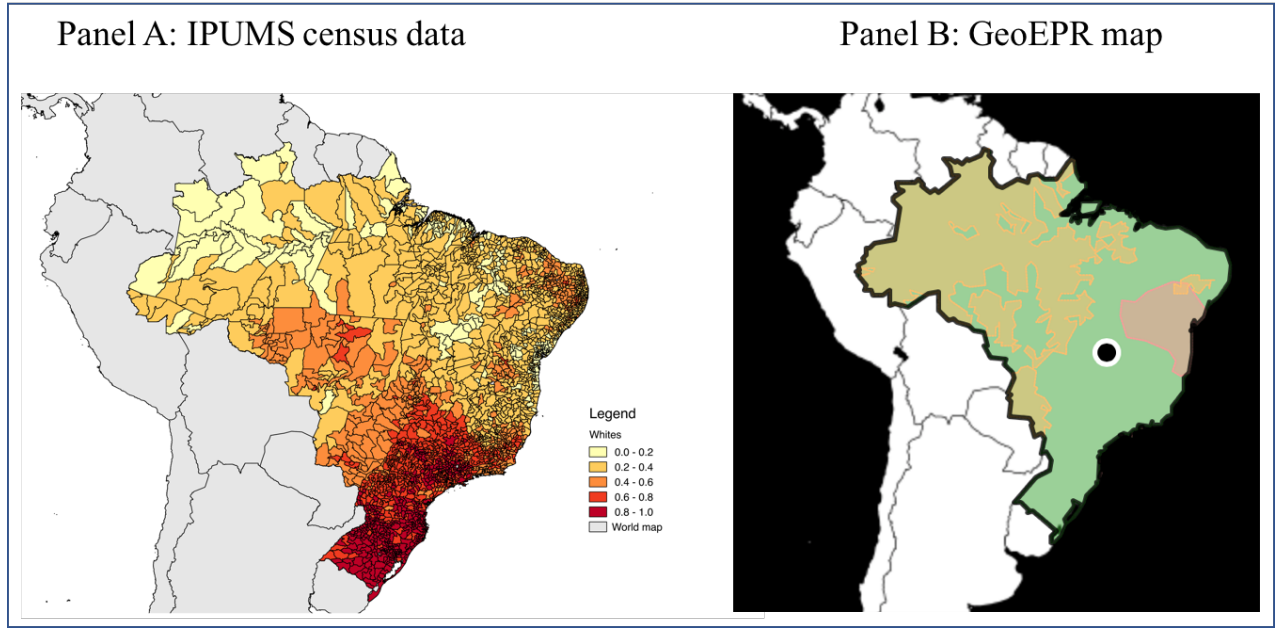 Panel A: IPUMS census data
Panel B: GeoEPR map
Legend
Whites
0.0 - 0.2
0.2 - 0.4
0.4 - 0.6
0.6 - 0.8
0.8 - 1.0
World map